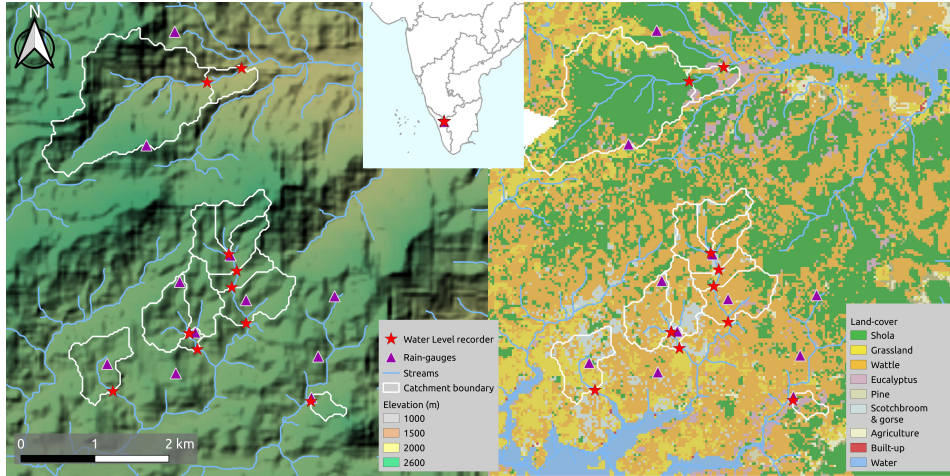 N
0 1 2 km
Water Level recorder
Rain-gauges
Streams
Catchment boundary
Elevation (m)
1000
1500
2000
2600
Land-cover
Shola
Grassland
Wattle
Eucalyptus
Pine
Scotchbroom
& gorse
Agriculture
Built-up
Water